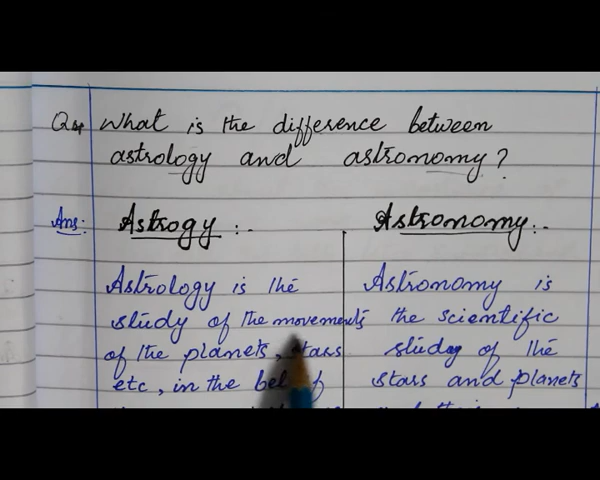 Q4 What is the difference between
astrology and astronomy?
Ans: Astrogy :-
Astrology is the
study of the movements
of the planets, stars
etc, in the
Astronomy :-
Astronomy is
the scientific
study of the
stars and planets